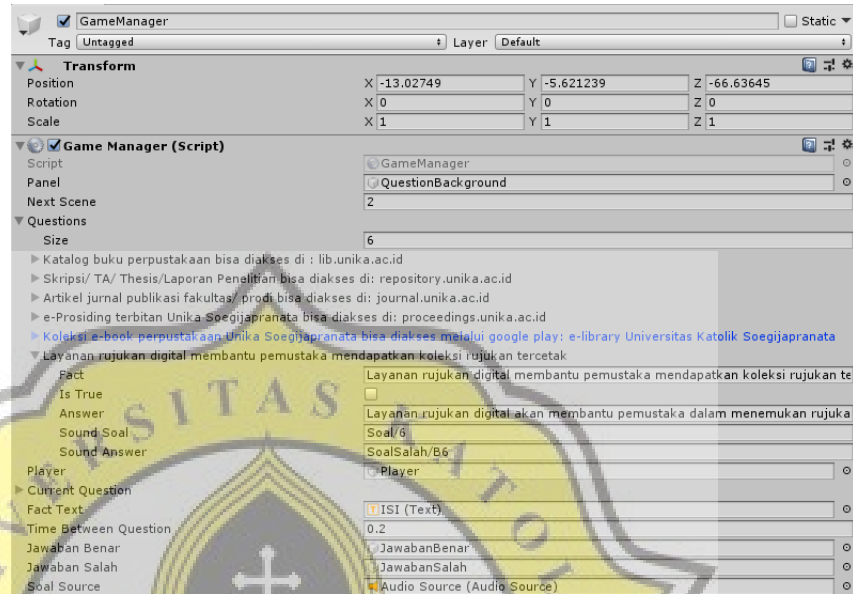 GameManager Static
Tag Untagged Layer Default
Transform
Position X -13.02749 Y -5.621239 Z -66.63645
Rotation X 0 Y 0 Z 0
Scale X 1 Y 1 Z 1
Game Manager (Script)
Script GameManager
Panel QuestionBackground
Next Scene 2
Questions
Size 6
Katalog buku perpustakaan bisa diakses di : lib.unika.ac.id
Skripsi/ TA/ Thesis/Laporan Penelitian bisa diakses di: repository.unika.ac.id
Artikel jurnal publikasi fakultas/ prodi bisa diakses di: journal.unika.ac.id
e-Prosiding terbitan Unika Soegijapranata bisa diakses di: proceedings.unika.ac.id
Koleksi e-book perpustakaan Unika Soegijapranata bisa diakses melalui google play: e-library Universitas Katolik Soegijapranata
Layanan rujukan digital membantu pemustaka mendapatkan koleksi rujukan tercetak
Fact Layanan rujukan digital membantu pemustaka mendapatkan koleksi rujukan te
Is True
Answer Layanan rujukan digital akan membantu pemustaka dalam menemukan rujuka
Sound Soal Soal/6
Sound Answer SoalSalah/B6
Player Player
Current Question
Fact Text ISI (Text)
Time Between Question 0.2
Jawaban Benar JawabanBenar
Jawaban Salah JawabanSalah
Soal Source Audio Source (Audio Source)
ERSITAS KATO